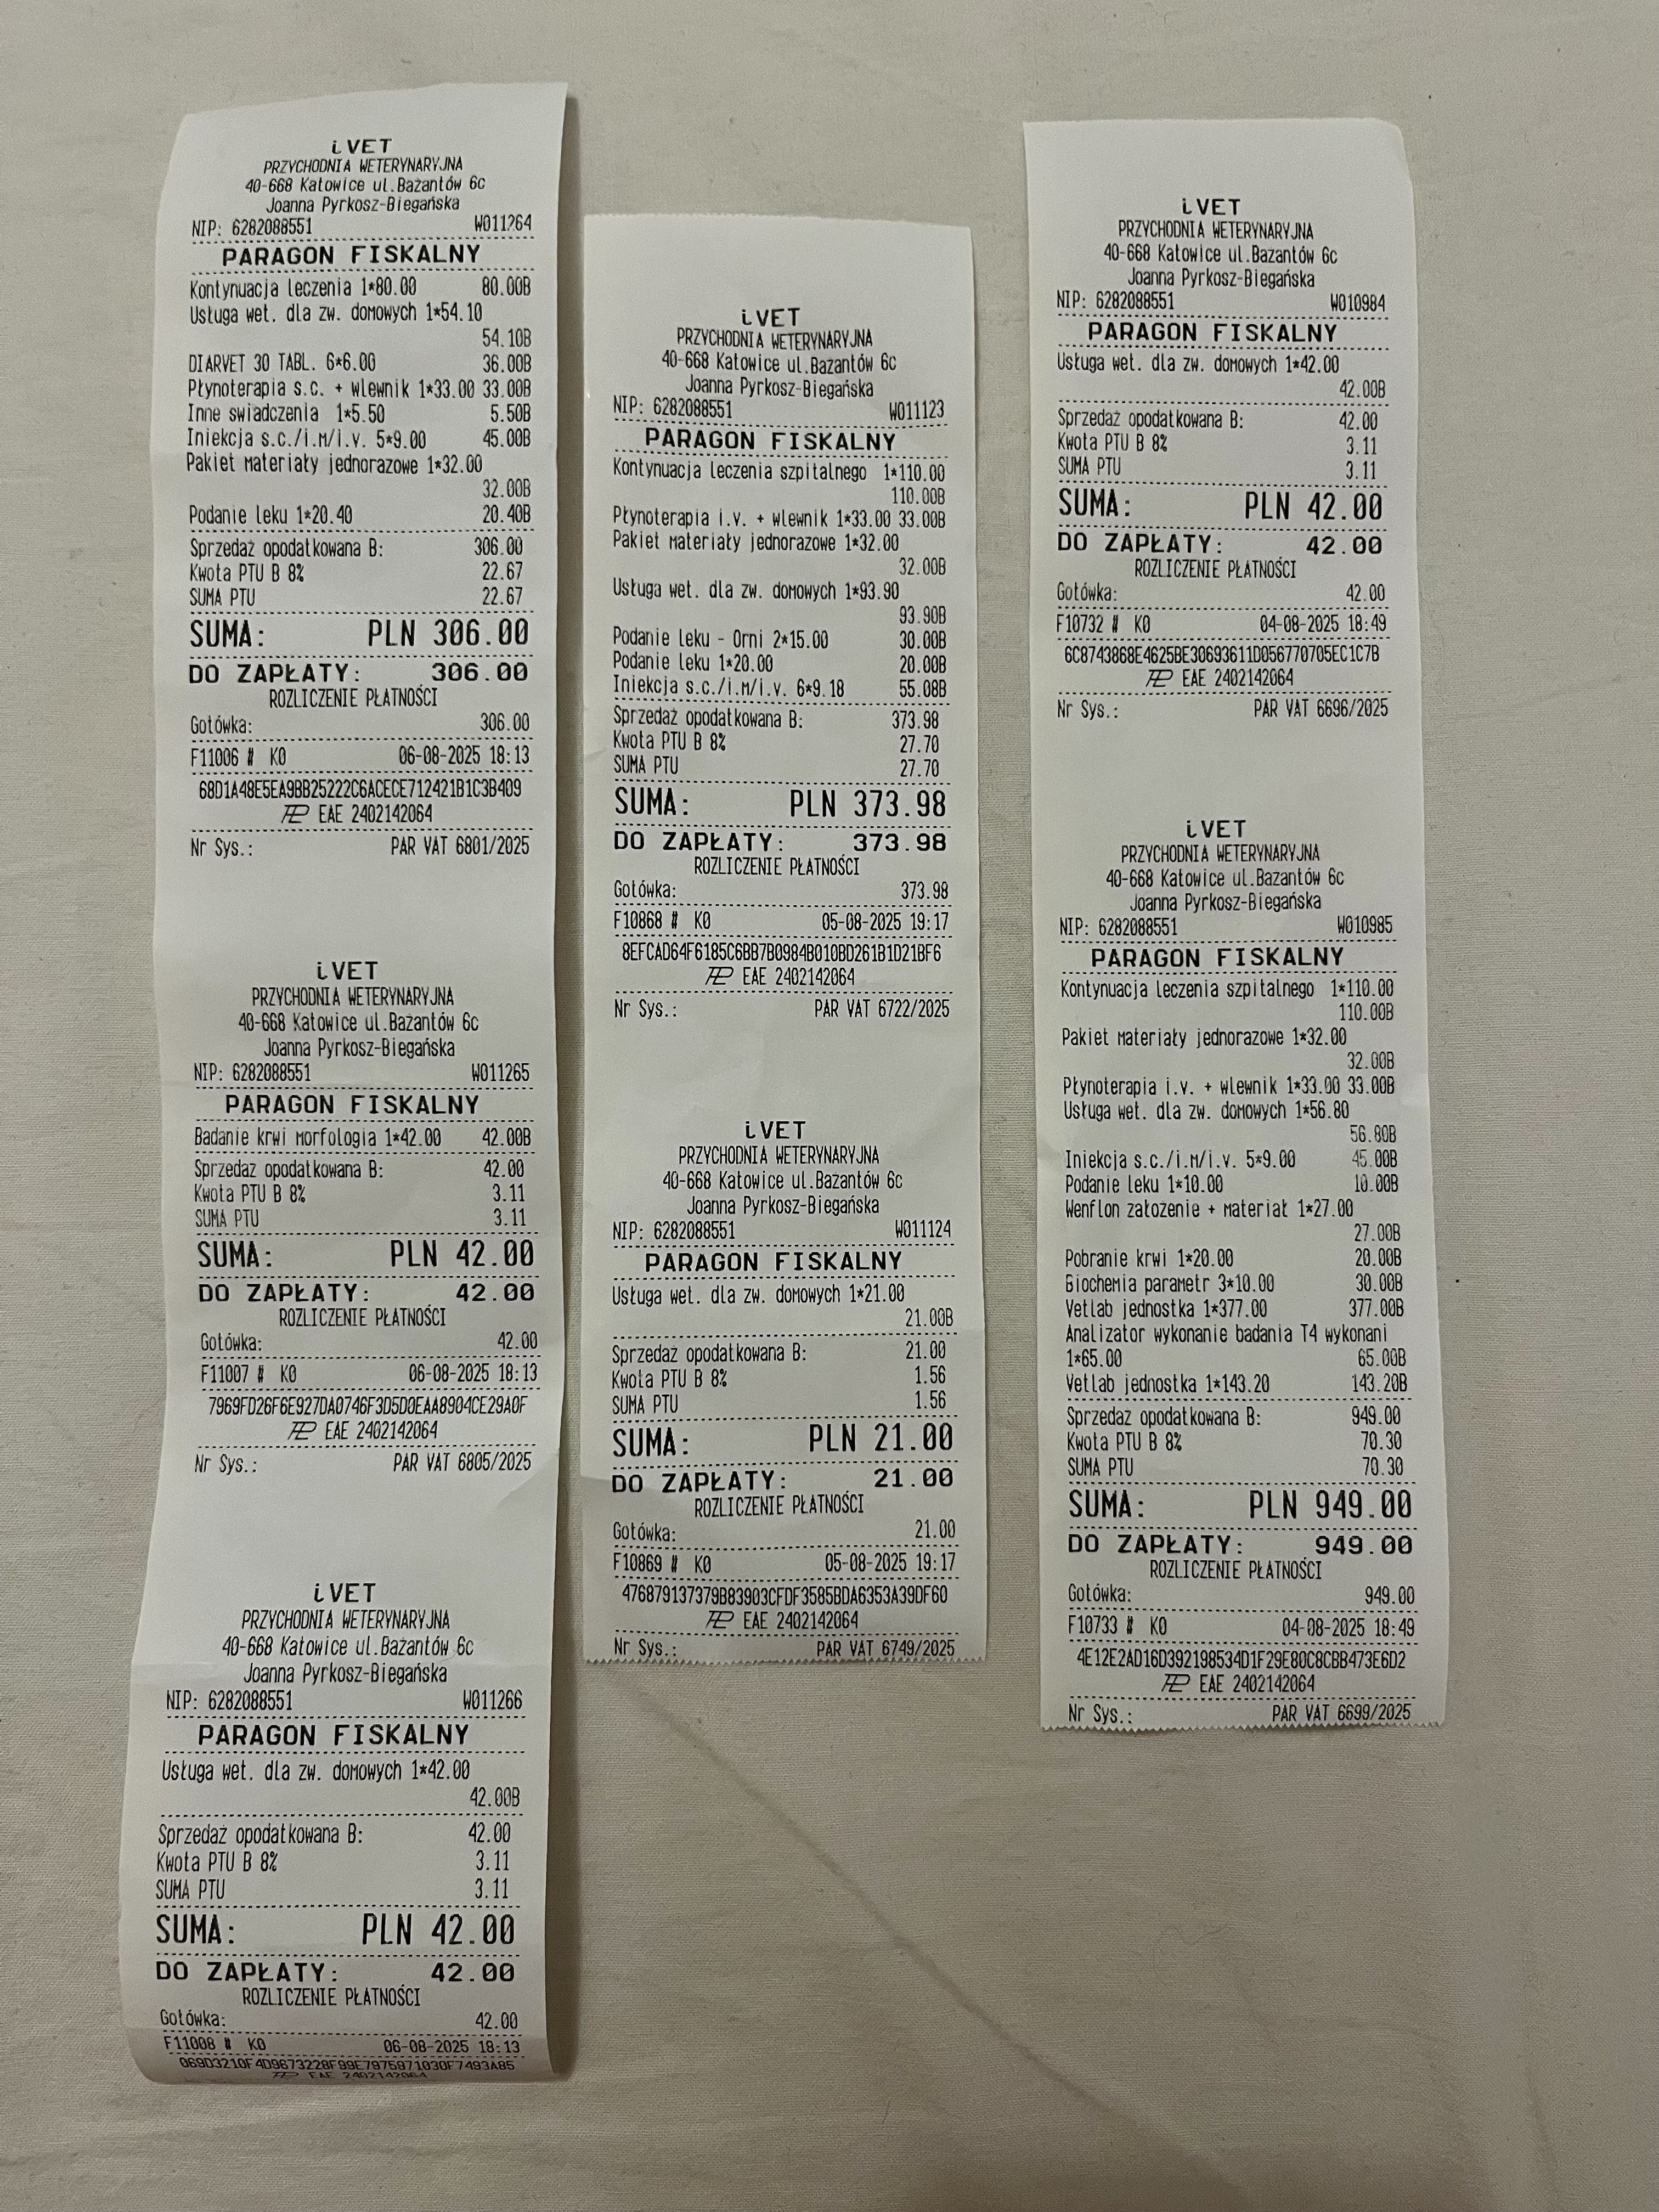 iVET
PRZYCHODNIA WETERYNARYJNA
40-668 Katowice ul.Bażantów 6c
Joanna Pyrkosz-Biegańska
NIP: 6282088551 W011264
PARAGON FISKALNY
Kontynuacja leczenia 1*80.00 80.00B
Usługa wet. dla zw. domowych 1*54.10
54.10B
DIARVET 30 TABL. 6*6.00 36.00B
Płynoterapia s.c. + wlewnik 1*33.00 33.00B
Inne świadczenia 1*5.50 5.50B
Iniekcja s.c./i.m/i.v. 5*9.00 45.00B
Pakiet materiały jednorazowe 1*32.00
32.00B
Podanie leku 1*20.40 20.40B
Sprzedaż opodatkowana B: 306.00
Kwota PTU B 8% 22.67
SUMA PTU 22.67
SUMA: PLN 306.00
DO ZAPŁATY: 306.00
ROZLICZENIE PŁATNOŚCI
Gotówka: 306.00
F11006 # K0 06-08-2025 18:13
68D1A48E5EA9BB25222C6ACECE712421B1C3B409
EAE 2402142064
Nr Sys.: PAR VAT 6801/2025
iVET
PRZYCHODNIA WETERYNARYJNA
40-668 Katowice ul.Bażantów 6c
Joanna Pyrkosz-Biegańska
NIP: 6282088551 W011265
PARAGON FISKALNY
Badanie krwi morfologia 1*42.00 42.00B
Sprzedaż opodatkowana B: 42.00
Kwota PTU B 8% 3.11
SUMA PTU 3.11
SUMA: PLN 42.00
DO ZAPŁATY: 42.00
ROZLICZENIE PŁATNOŚCI
Gotówka: 42.00
F11007 # K0 06-08-2025 18:13
7969FD26F6E927DA0746F3D5D0EAA8904CE29A0F
EAE 2402142064
Nr Sys.: PAR VAT 6805/2025
iVET
PRZYCHODNIA WETERYNARYJNA
40-668 Katowice ul.Bażantów 6c
Joanna Pyrkosz-Biegańska
NIP: 6282088551 W011266
PARAGON FISKALNY
Usługa wet. dla zw. domowych 1*42.00
42.00B
Sprzedaż opodatkowana B: 42.00
Kwota PTU B 8% 3.11
SUMA PTU 3.11
SUMA: PLN 42.00
DO ZAPŁATY: 42.00
ROZLICZENIE PŁATNOŚCI
Gotówka: 42.00
F11008 # K0 06-08-2025 18:13
069D3210F4D9673228F99E7975971030F7493A85
EAE 2402142064
iVET
PRZYCHODNIA WETERYNARYJNA
40-668 Katowice ul.Bażantów 6c
Joanna Pyrkosz-Biegańska
NIP: 6282088551 W011123
PARAGON FISKALNY
Kontynuacja leczenia szpitalnego 1*110.00
110.00B
Płynoterapia i.v. + wlewnik 1*33.00 33.00B
Pakiet materiały jednorazowe 1*32.00
32.00B
Usługa wet. dla zw. domowych 1*93.90
93.90B
Podanie leku - Orni 2*15.00 30.00B
Podanie leku 1*20.00 20.00B
Iniekcja s.c./i.m/i.v. 6*9.18 55.08B
Sprzedaż opodatkowana B: 373.98
Kwota PTU B 8% 27.70
SUMA PTU 27.70
SUMA: PLN 373.98
DO ZAPŁATY: 373.98
ROZLICZENIE PŁATNOŚCI
Gotówka: 373.98
F10868 # K0 05-08-2025 19:17
8EFCAD64F6185C6BB7B0984B010BD261B1D21BF6
EAE 2402142064
Nr Sys.: PAR VAT 6722/2025
iVET
PRZYCHODNIA WETERYNARYJNA
40-668 Katowice ul.Bażantów 6c
Joanna Pyrkosz-Biegańska
NIP: 6282088551 W011124
PARAGON FISKALNY
Usługa wet. dla zw. domowych 1*21.00
21.00B
Sprzedaż opodatkowana B: 21.00
Kwota PTU B 8% 1.56
SUMA PTU 1.56
SUMA: PLN 21.00
DO ZAPŁATY: 21.00
ROZLICZENIE PŁATNOŚCI
Gotówka: 21.00
F10869 # K0 05-08-2025 19:17
476879137379B83903CFDF3585BDA6353A39DF60
EAE 2402142064
Nr Sys.: PAR VAT 6749/2025
iVET
PRZYCHODNIA WETERYNARYJNA
40-668 Katowice ul.Bażantów 6c
Joanna Pyrkosz-Biegańska
NIP: 6282088551 W010984
PARAGON FISKALNY
Usługa wet. dla zw. domowych 1*42.00
42.00B
Sprzedaż opodatkowana B: 42.00
Kwota PTU B 8% 3.11
SUMA PTU 3.11
SUMA: PLN 42.00
DO ZAPŁATY: 42.00
ROZLICZENIE PŁATNOŚCI
Gotówka: 42.00
F10732 # K0 04-08-2025 18:49
6C8743868E4625BE30693611D056770705EC1C7B
EAE 2402142064
Nr Sys.: PAR VAT 6696/2025
iVET
PRZYCHODNIA WETERYNARYJNA
40-668 Katowice ul.Bażantów 6c
Joanna Pyrkosz-Biegańska
NIP: 6282088551 W010985
PARAGON FISKALNY
Kontynuacja leczenia szpitalnego 1*110.00
110.00B
Pakiet materiały jednorazowe 1*32.00
32.00B
Płynoterapia i.v. + wlewnik 1*33.00 33.00B
Usługa wet. dla zw. domowych 1*56.80
56.80B
Iniekcja s.c./i.m/i.v. 5*9.00 45.00B
Podanie leku 1*10.00 10.00B
Wenflon założenie + materiał 1*27.00
27.00B
Pobranie krwi 1*20.00 20.00B
Biochemia parametr 3*10.00 30.00B
Vetlab jednostka 1*377.00 377.00B
Analizator wykonanie badania T4 wykonani
1*65.00 65.00B
Vetlab jednostka 1*143.20 143.20B
Sprzedaż opodatkowana B: 949.00
Kwota PTU B 8% 70.30
SUMA PTU 70.30
SUMA: PLN 949.00
DO ZAPŁATY: 949.00
ROZLICZENIE PŁATNOŚCI
Gotówka: 949.00
F10733 # K0 04-08-2025 18:49
4E12E2AD16D392198534D1F29E80C8CBB473E6D2
EAE 2402142064
Nr Sys.: PAR VAT 6699/2025